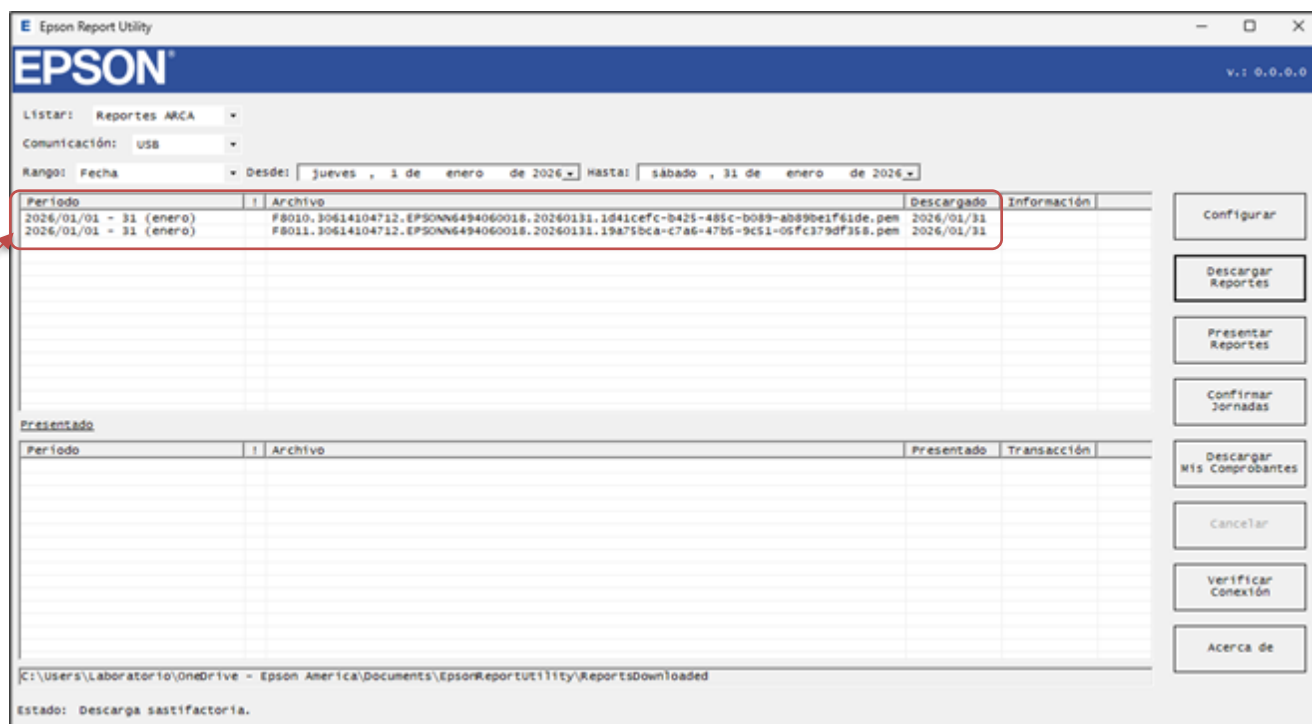 E Epson Report Utility
EPSON
v.: 0.0.0.0
Listar: Reportes ARCA
Comunicación: USB
Rango: Fecha Desde: jueves , 1 de enero de 2026 Hasta: sábado , 31 de enero de 2026
Período ! Archivo Descargado Información
2026/01/01 - 31 (enero) F8010.30614104712.EPSONN6494060018.20260131.1d41cefc-b425-485c-b089-ab89be1f61de.pem 2026/01/31
2026/01/01 - 31 (enero) F8011.30614104712.EPSONN6494060018.20260131.19a75bca-c7a6-47b5-9c51-05fc379df358.pem 2026/01/31
Presentado
Período ! Archivo Presentado Transacción
Configurar
Descargar
Reportes
Presentar
Reportes
Confirmar
Jornadas
Descargar
Mis Comprobantes
Cancelar
Verificar
Conexión
Acerca de
C:\Users\Laboratorio\OneDrive - Epson America\Documents\EpsonReportUtility\ReportsDownloaded
Estado: Descarga sastifactoria.